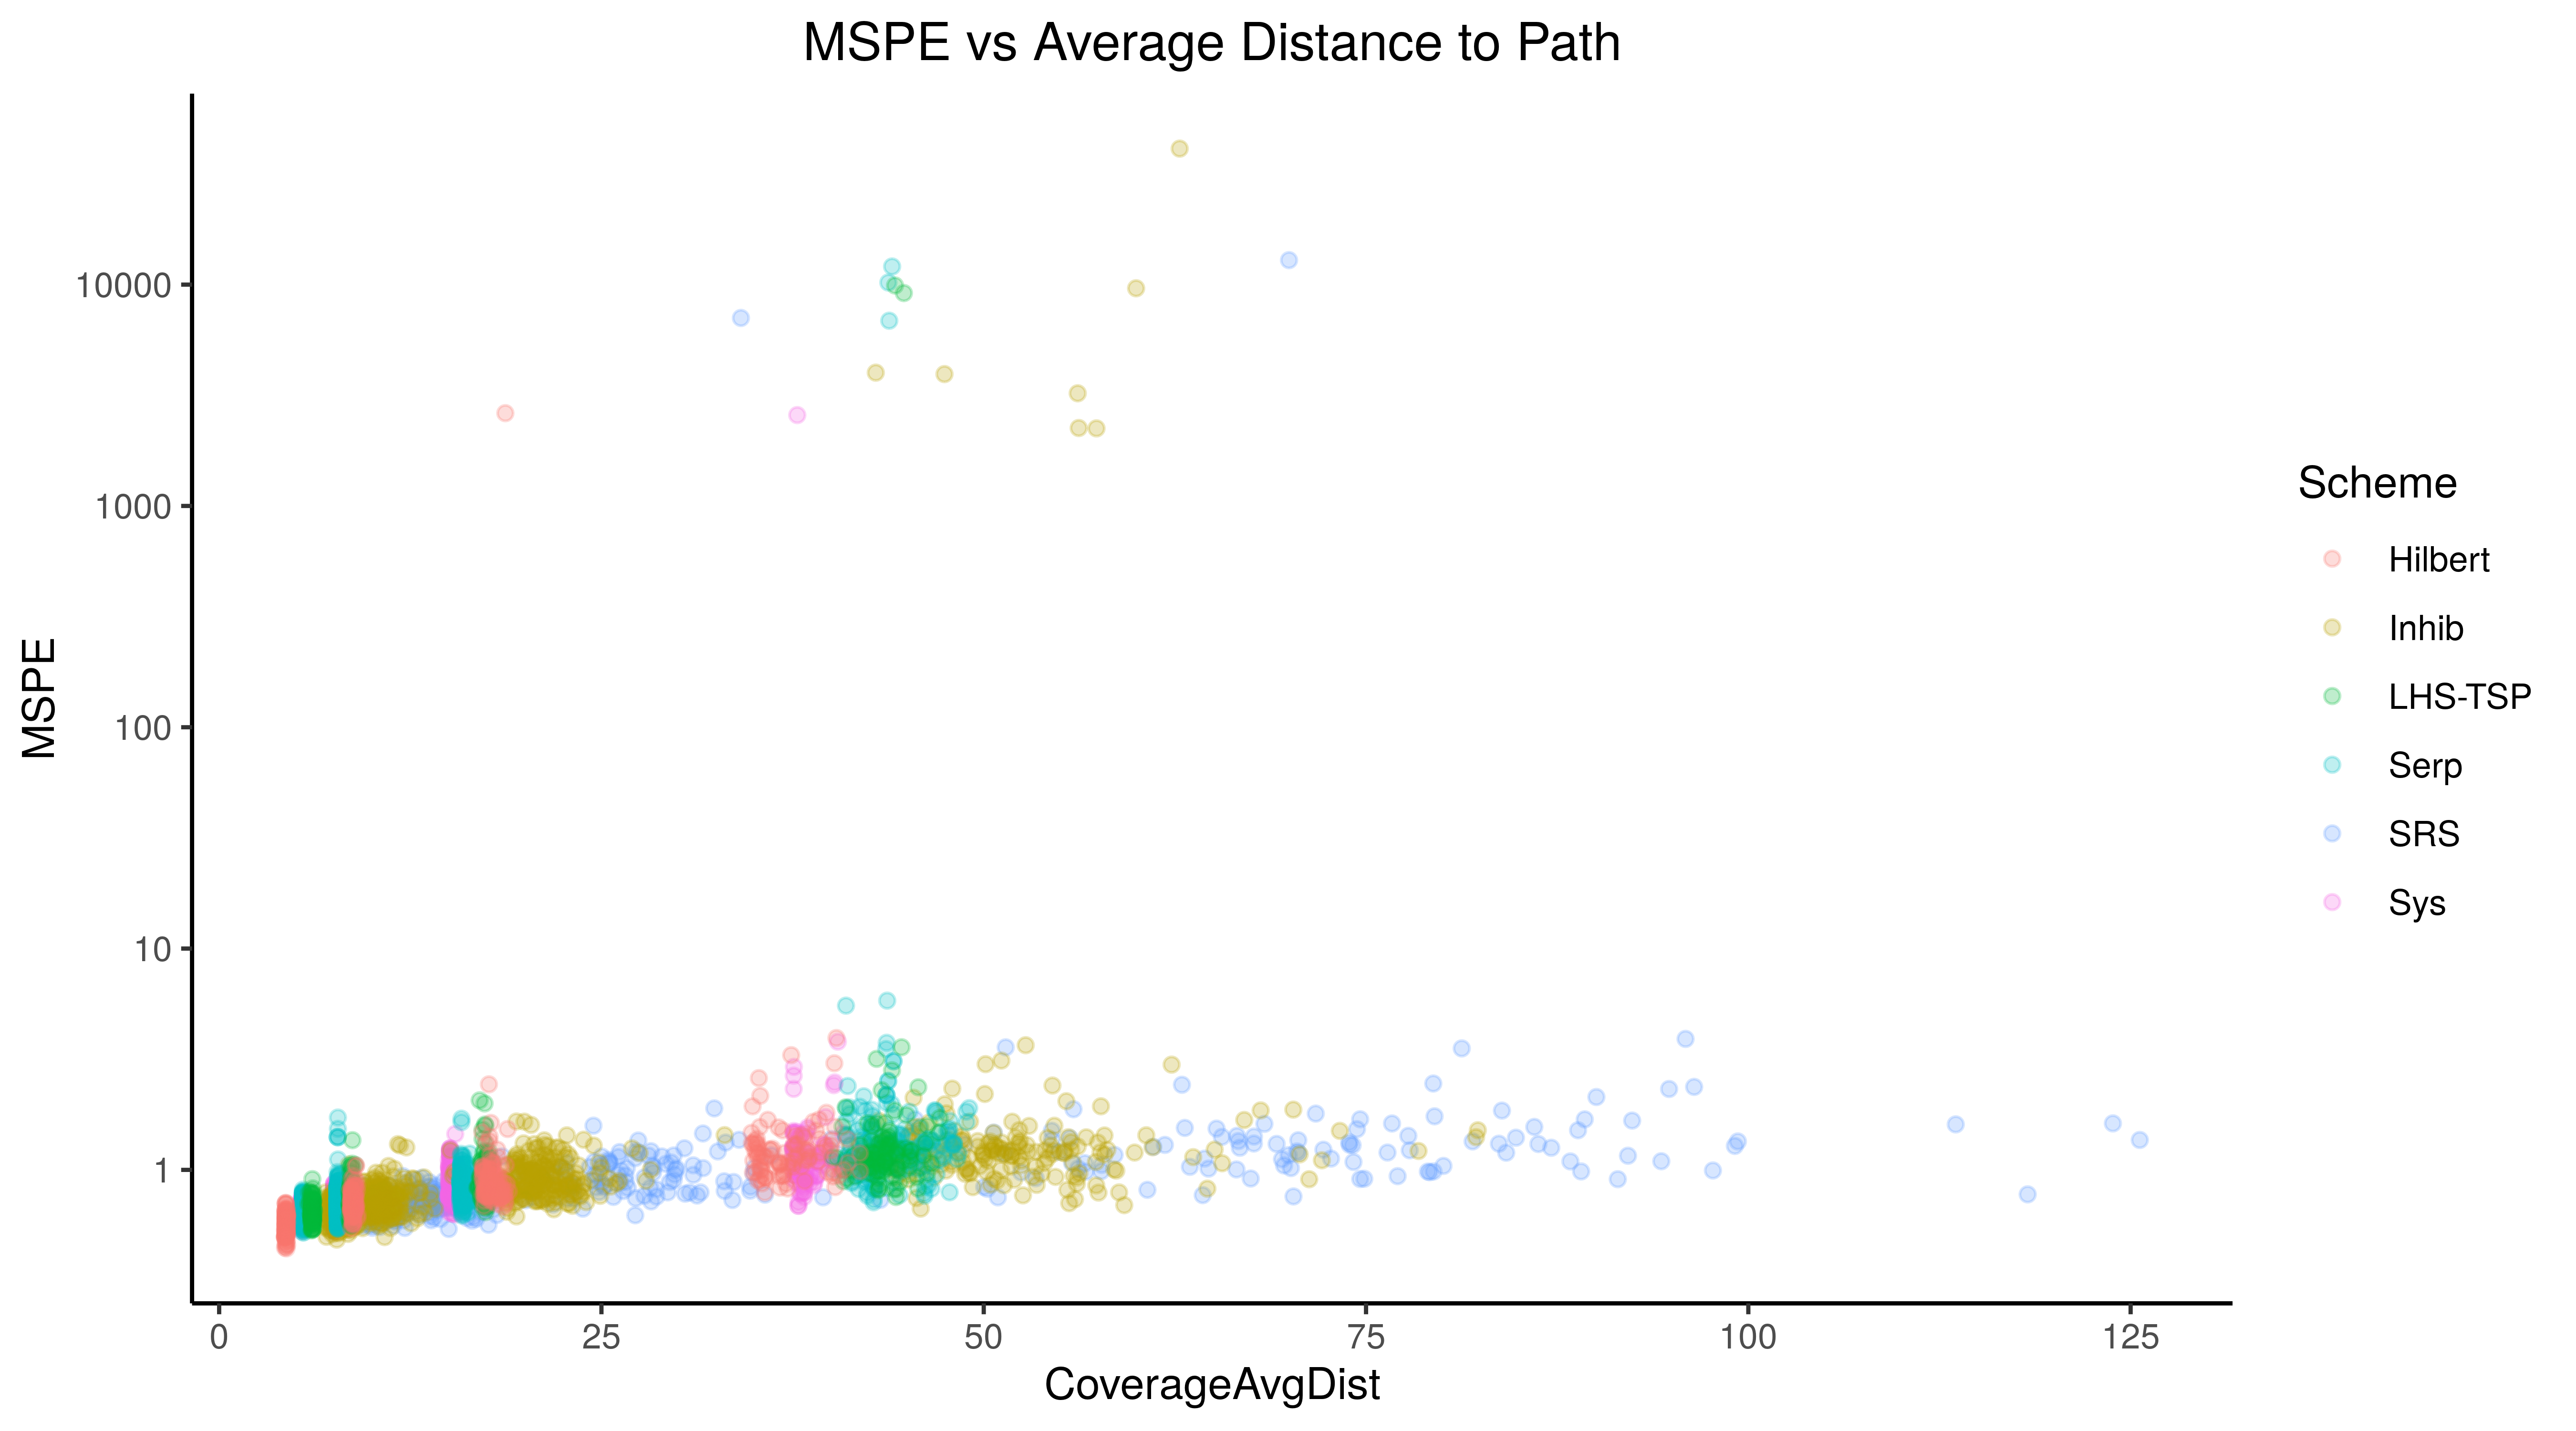 MSPE vs Average Distance to Path
MSPE
10000
1000
100
10
1
0 25 50 75 100 125
CoverageAvgDist
Scheme
Hilbert
Inhib
LHS-TSP
Serp
SRS
Sys